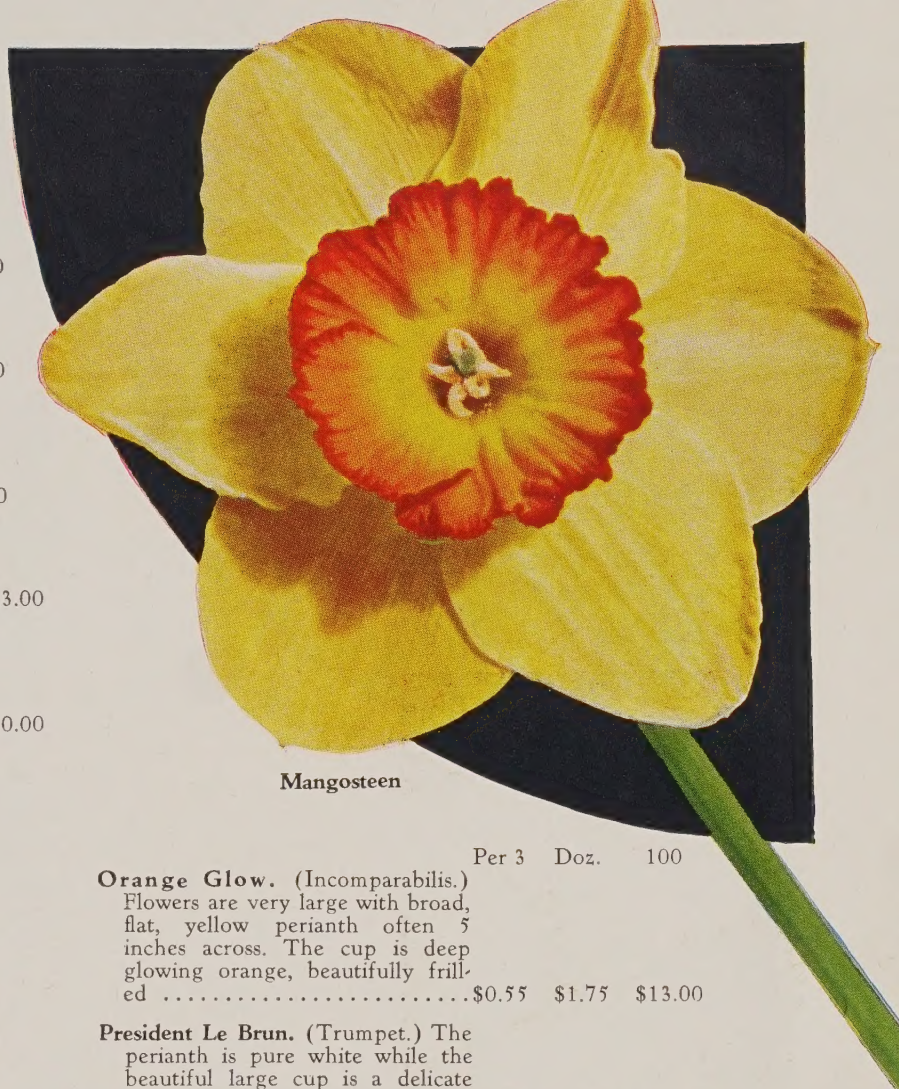 3.00
0.00
Mangosteen
Per 3 Doz. 100
Orange Glow. (Incomparabilis.)
Flowers are very large with broad,
flat, yellow perianth often 5
inches across. The cup is deep
glowing orange, beautifully frill-
ed .........................$0.55 $1.75 $13.00
President Le Brun. (Trumpet.) The
perianth is pure white while the
beautiful large cup is a delicate